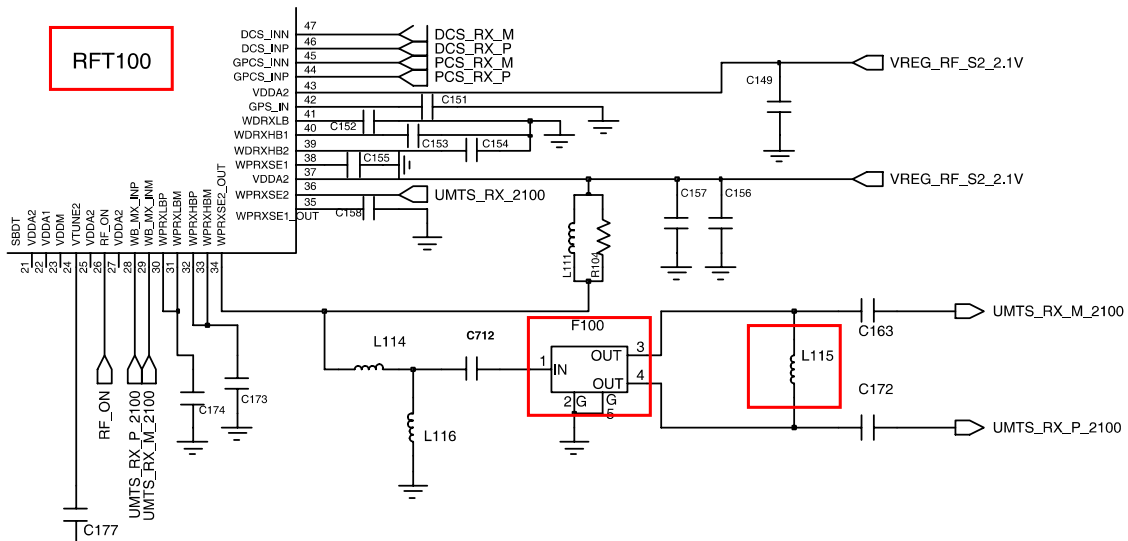 RFT100
DCS_INN 47 DCS_RX_M
DCS_INP 46 DCS_RX_P
GPCS_INN 45 PCS_RX_M
GPCS_INP 44 PCS_RX_P
VDDA2 43 C149 VREG_RF_S2_2.1V
GPS_IN 42 C151
WDRXLB 41 C152
WDRXHB1 40 C153
WDRXHB2 39 C154
WPRXSE1 38 C155
VDDA2 37 C157 C156 VREG_RF_S2_2.1V
WPRXSE2 36 UMTS_RX_2100
WPRXSE1_OUT 35 C158
SBDT
VDDA2
VDDA1
VDDM
VTUNE2
VDDA2
RF_ON
VDDA2
WB_MX_INP
WB_MX_INM
WPRXLBP
WPRXLBM
WPRXHBP
WPRXHBM
WPRXSE2_OUT
21 22 23 24 25 26 27 28 29 30 31 32 33 34
L111
R104
F100
L114
C712
1 IN
OUT 3
OUT 4
2 G
G 5
L115
C163
UMTS_RX_M_2100
C172
UMTS_RX_P_2100
L116
C174
C173
RF_ON
UMTS_RX_P_2100
UMTS_RX_M_2100
C177